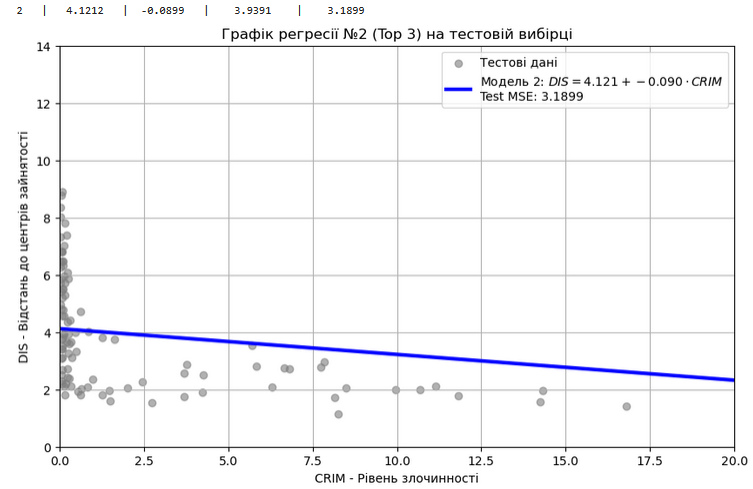 2 | 4.1212 | -0.0899 | 3.9391 | 3.1899
Графік регресії №2 (Top 3) на тестовій вибірці
Тестові дані
Модель 2: DIS = 4.121 + −0.090 · CRIM
Test MSE: 3.1899
DIS - Відстань до центрів зайнятості
14
12
10
8
6
4
2
0
0.0 2.5 5.0 7.5 10.0 12.5 15.0 17.5 20.0
CRIM - Рівень злочинності